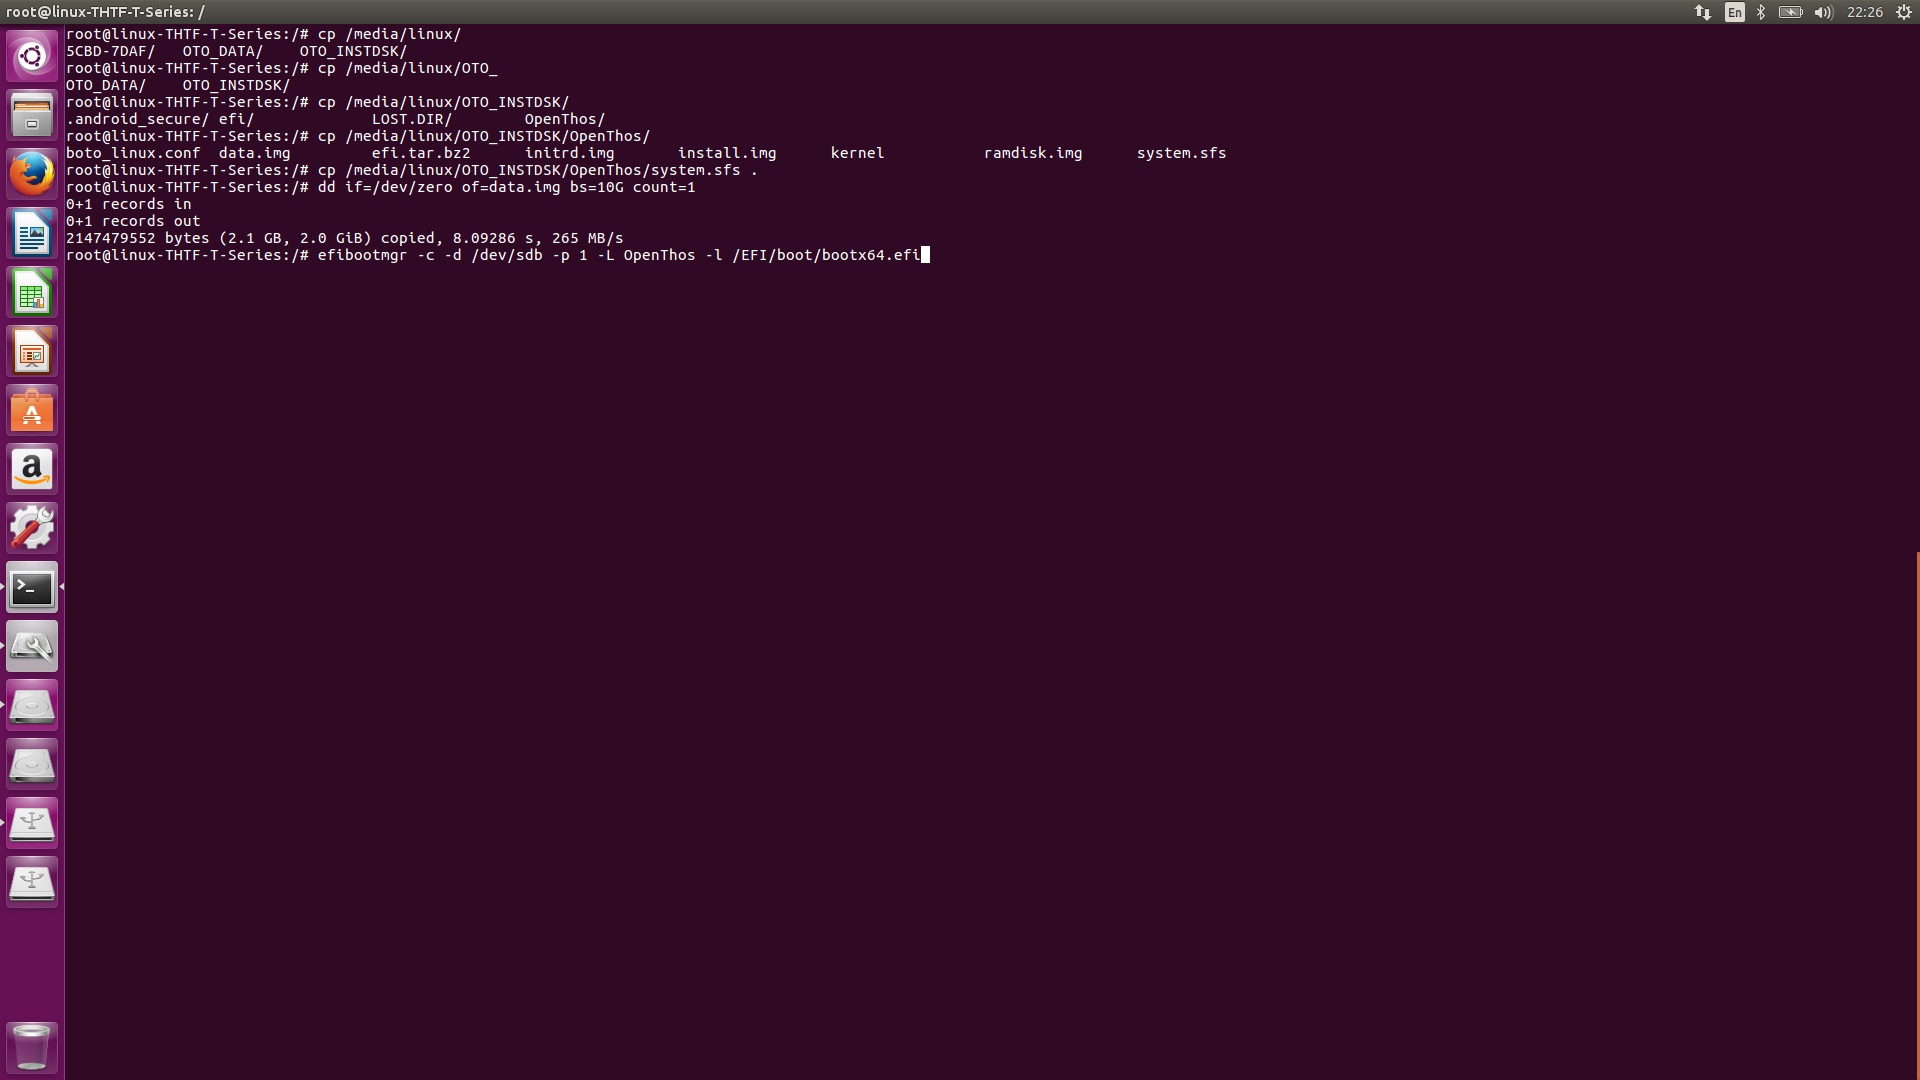 root@linux-THTF-T-Series: /
En
22:26
root@linux-THTF-T-Series:/# cp /media/linux/
5CBD-7DAF/   OTO_DATA/    OTO_INSTDSK/
root@linux-THTF-T-Series:/# cp /media/linux/OTO_
OTO_DATA/    OTO_INSTDSK/
root@linux-THTF-T-Series:/# cp /media/linux/OTO_INSTDSK/
.android_secure/ efi/             LOST.DIR/        OpenThos/
root@linux-THTF-T-Series:/# cp /media/linux/OTO_INSTDSK/OpenThos/
boto_linux.conf  data.img         efi.tar.bz2      initrd.img       install.img      kernel           ramdisk.img      system.sfs
root@linux-THTF-T-Series:/# cp /media/linux/OTO_INSTDSK/OpenThos/system.sfs .
root@linux-THTF-T-Series:/# dd if=/dev/zero of=data.img bs=10G count=1
0+1 records in
0+1 records out
2147479552 bytes (2.1 GB, 2.0 GiB) copied, 8.09286 s, 265 MB/s
root@linux-THTF-T-Series:/# efibootmgr -c -d /dev/sdb -p 1 -L OpenThos -l /EFI/boot/bootx64.efi